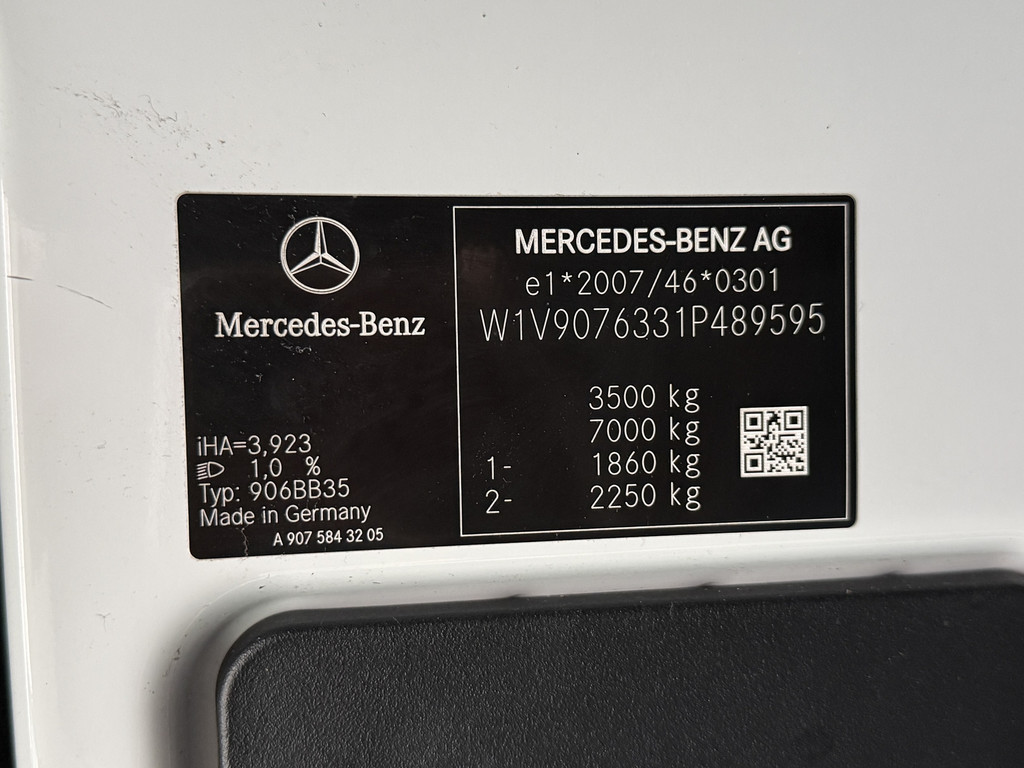 Mercedes-Benz
iHA=3,923
1,0 %
Typ: 906BB35
Made in Germany
A 907 584 32 05
MERCEDES-BENZ AG
e1*2007/46*0301
W1V9076331P489595
3500 kg
7000 kg
1- 1860 kg
2- 2250 kg